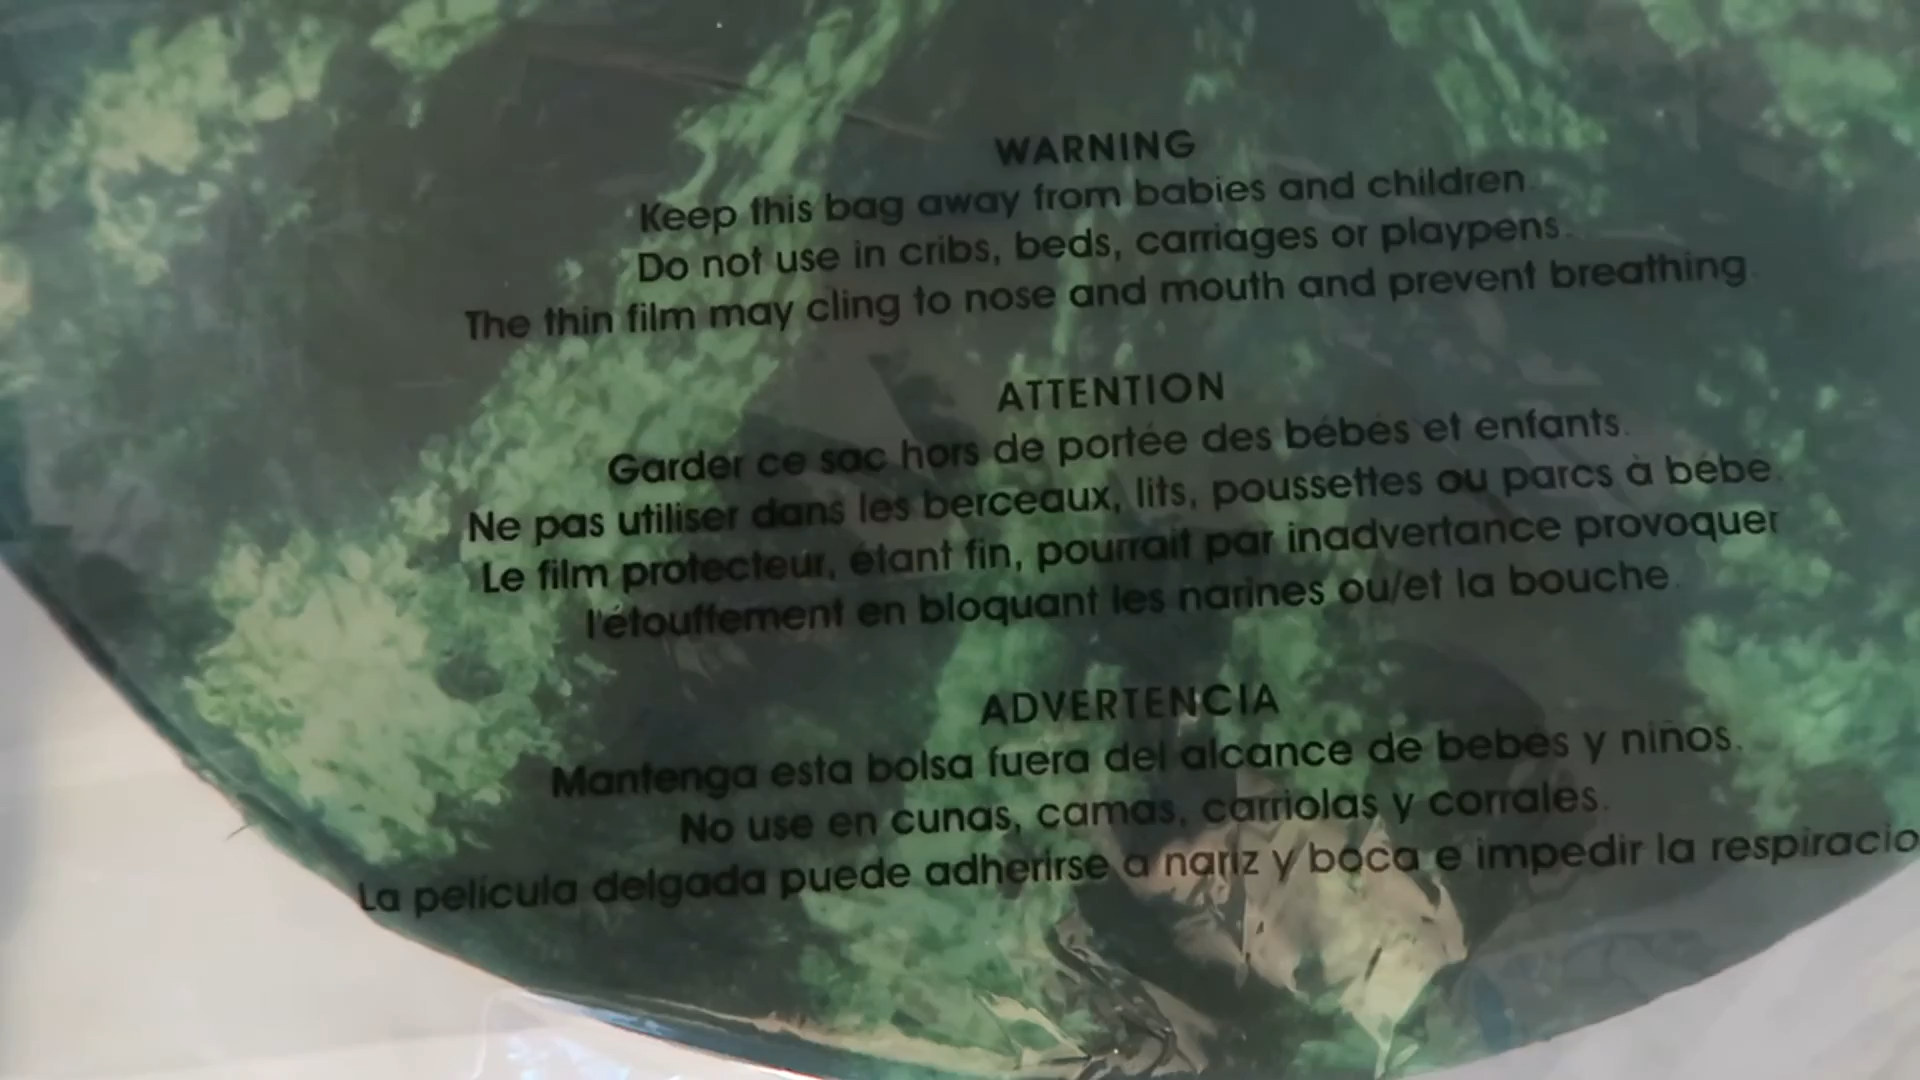 WARNING
Keep this bag away from babies and children.
Do not use in cribs, beds, carriages or playpens.
The thin film may cling to nose and mouth and prevent breathing.
ATTENTION
Garder ce sac hors de portée des bébés et enfants.
Ne pas utiliser dans les berceaux, lits, poussettes ou parcs à bébé.
Le film protecteur, étant fin, pourrait par inadvertance provoquer
l'étouffement en bloquant les narines ou/et la bouche.
ADVERTENCIA
Mantenga esta bolsa fuera del alcance de bebés y niños.
No use en cunas, camas, carriolas y corrales.
La película delgada puede adherirse a nariz y boca e impedir la respiracio